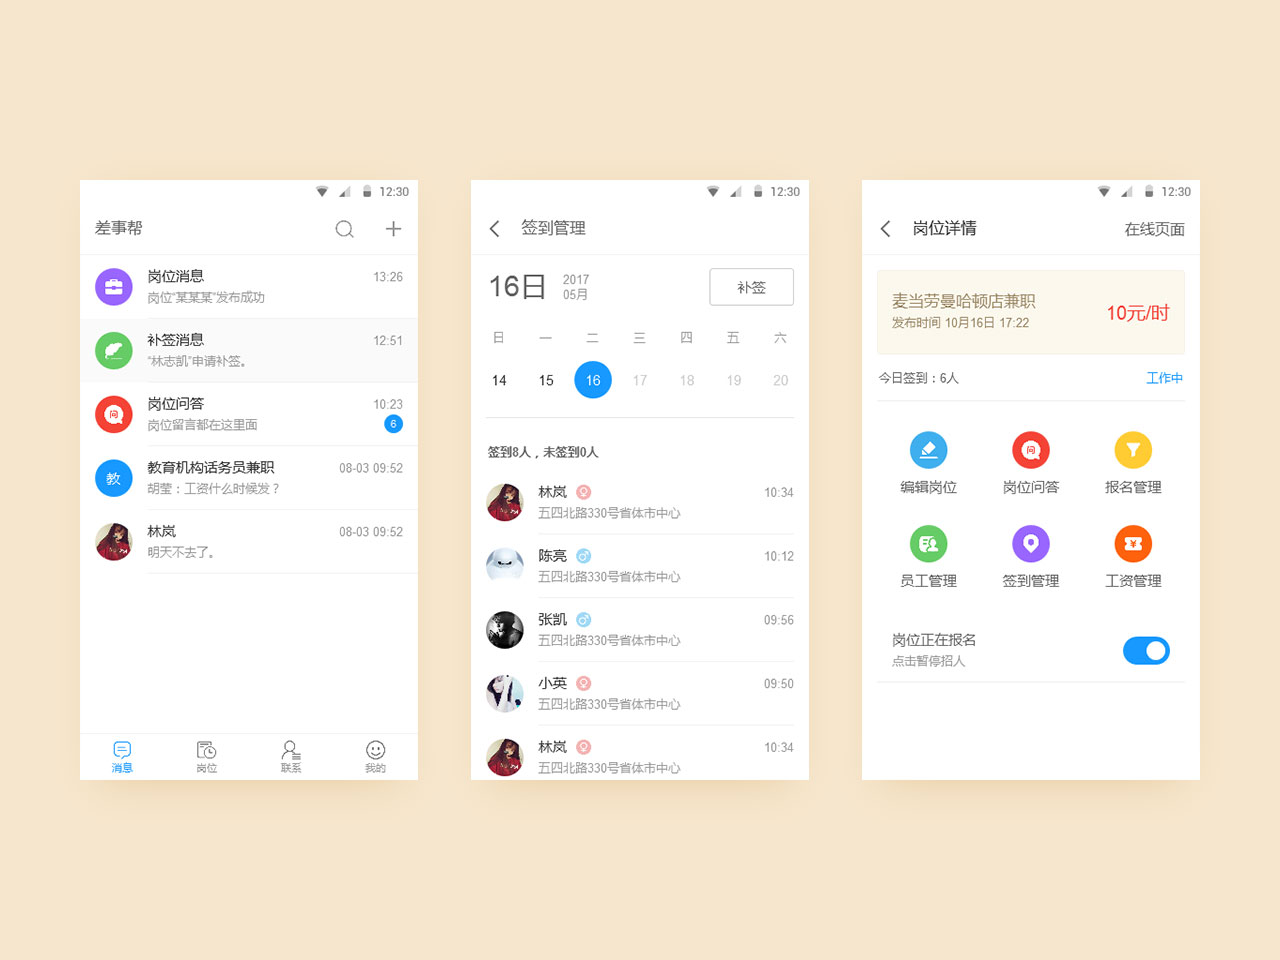 12:30
差事帮
岗位消息
13:26
岗位“某某某”发布成功
补签消息
12:51
“林志凯”申请补签。
问
岗位问答
10:23
岗位留言都在这里面
6
教
教育机构话务员兼职
08-03 09:52
胡莹：工资什么时候发？
林岚
08-03 09:52
明天不去了。
消息
岗位
联系
我的
12:30
签到管理
16日
2017
05月
补签
日 一 二 三 四 五 六
14 15 16 17 18 19 20
签到8人，未签到0人
林岚
10:34
五四北路330号省体市中心
陈亮
10:12
五四北路330号省体市中心
张凯
09:56
五四北路330号省体市中心
小英
09:50
五四北路330号省体市中心
林岚
10:34
五四北路330号省体市中心
12:30
岗位详情
在线页面
麦当劳曼哈顿店兼职
发布时间 10月16日 17:22
10元/时
今日签到：6人
工作中
编辑岗位
问
岗位问答
报名管理
员工管理
签到管理
¥
工资管理
岗位正在报名
点击暂停招人